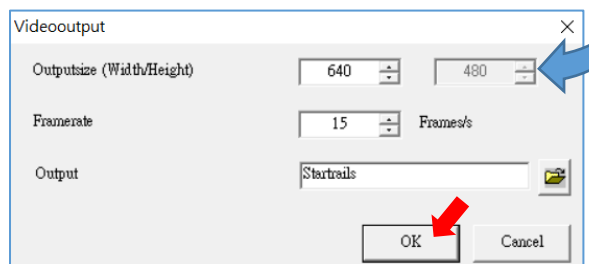 Videooutput
Outputsize (Width/Height) 640 480
Framerate 15 Frames/s
Output Startrails
OK Cancel